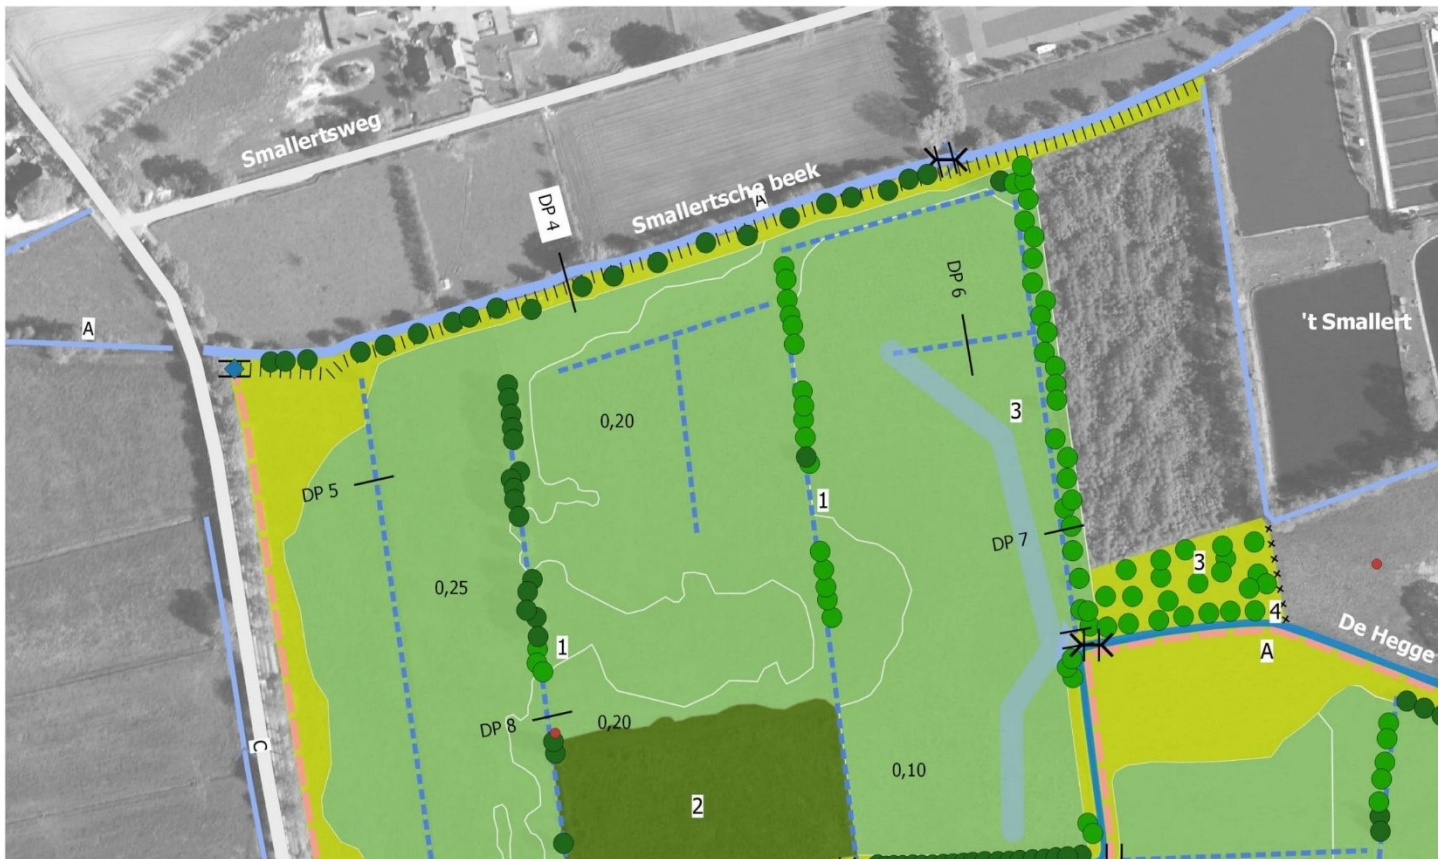 Smallertsweg
DP 4
Smallertsche beek
A
DP 6
A
't Smallert
0,20
3
DP 5
1
DP 7
3
0,25
4
De Hegge
1
A
DP 8
0,20
C
0,10
2